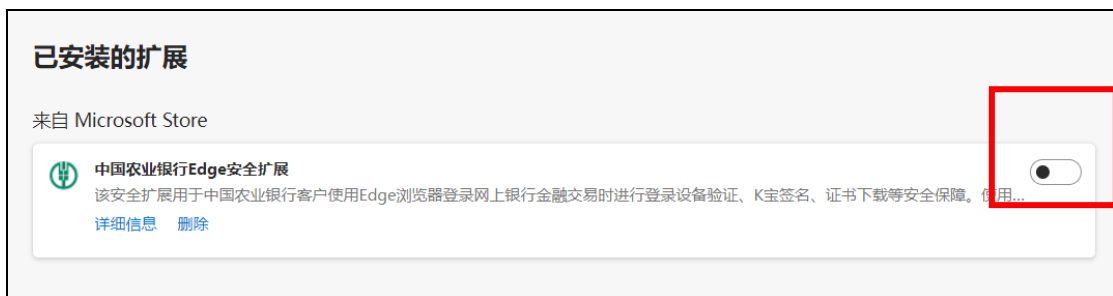 已安装的扩展
来自 Microsoft Store
中国农业银行Edge安全扩展
该安全扩展用于中国农业银行客户使用Edge浏览器登录网上银行金融交易时进行登录设备验证、K宝签名、证书下载等安全保障。使用...
详细信息 删除